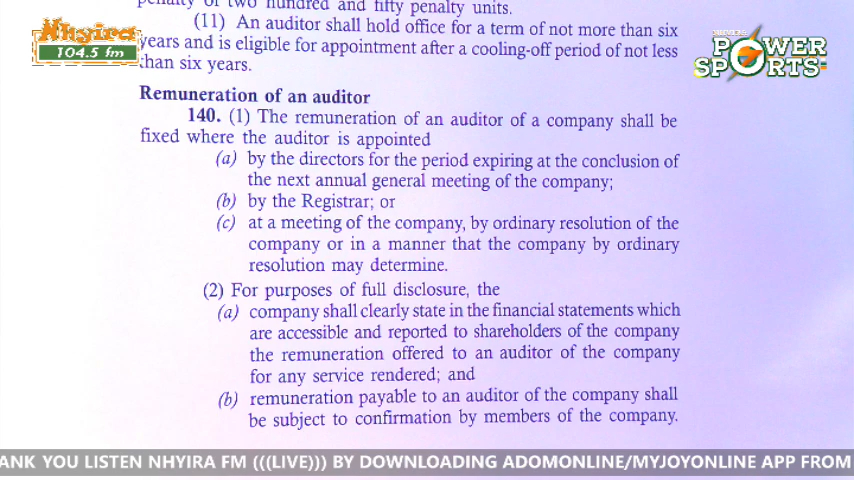 penalty of two hundred and fifty penalty units.
(11) An auditor shall hold office for a term of not more than six
years and is eligible for appointment after a cooling-off period of not less
than six years.
Nhyira
104.5 fm
POWER
SPORTS
Remuneration of an auditor
140. (1) The remuneration of an auditor of a company shall be
fixed where the auditor is appointed
(a) by the directors for the period expiring at the conclusion of
the next annual general meeting of the company;
(b) by the Registrar; or
(c) at a meeting of the company, by ordinary resolution of the
company or in a manner that the company by ordinary
resolution may determine.
(2) For purposes of full disclosure, the
(a) company shall clearly state in the financial statements which
are accessible and reported to shareholders of the company
the remuneration offered to an auditor of the company
for any service rendered; and
(b) remuneration payable to an auditor of the company shall
be subject to confirmation by members of the company.
ANK YOU LISTEN NHYIRA FM (((LIVE))) BY DOWNLOADING ADOMONLINE/MYJOYONLINE APP FROM